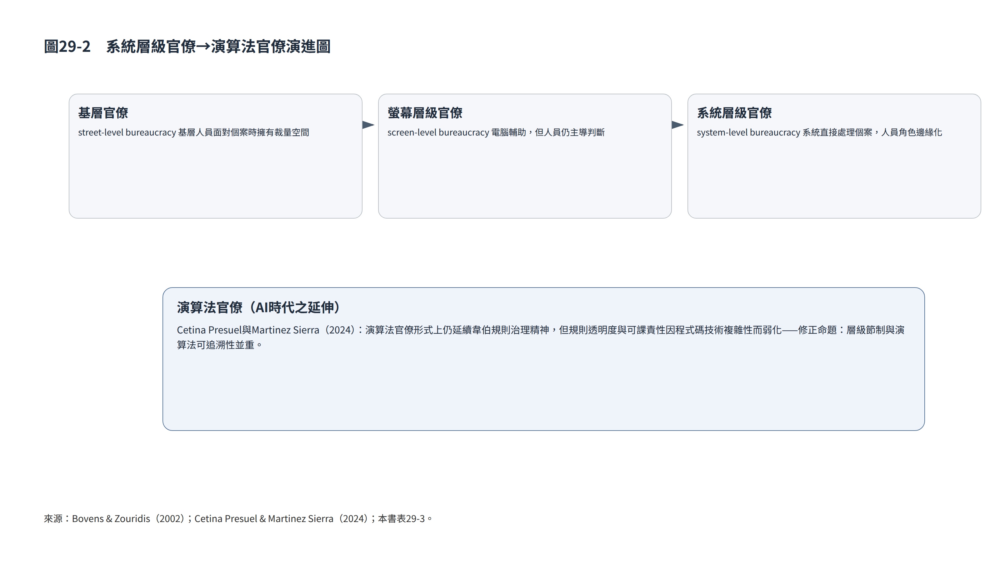 圖29-2　系統層級官僚→演算法官僚演進圖
基層官僚
street-level bureaucracy 基層人員面對個案時擁有裁量空間
螢幕層級官僚
screen-level bureaucracy 電腦輔助，但人員仍主導判斷
系統層級官僚
system-level bureaucracy 系統直接處理個案，人員角色邊緣化
演算法官僚（AI時代之延伸）
Cetina Presuel與Martinez Sierra（2024）：演算法官僚形式上仍延續韋伯規則治理精神，但規則透明度與可課責性因程式碼技術複雜性而弱化——修正命題：層級節制與演
算法可追溯性並重。
來源：Bovens & Zouridis（2002）；Cetina Presuel & Martinez Sierra（2024）；本書表29-3。